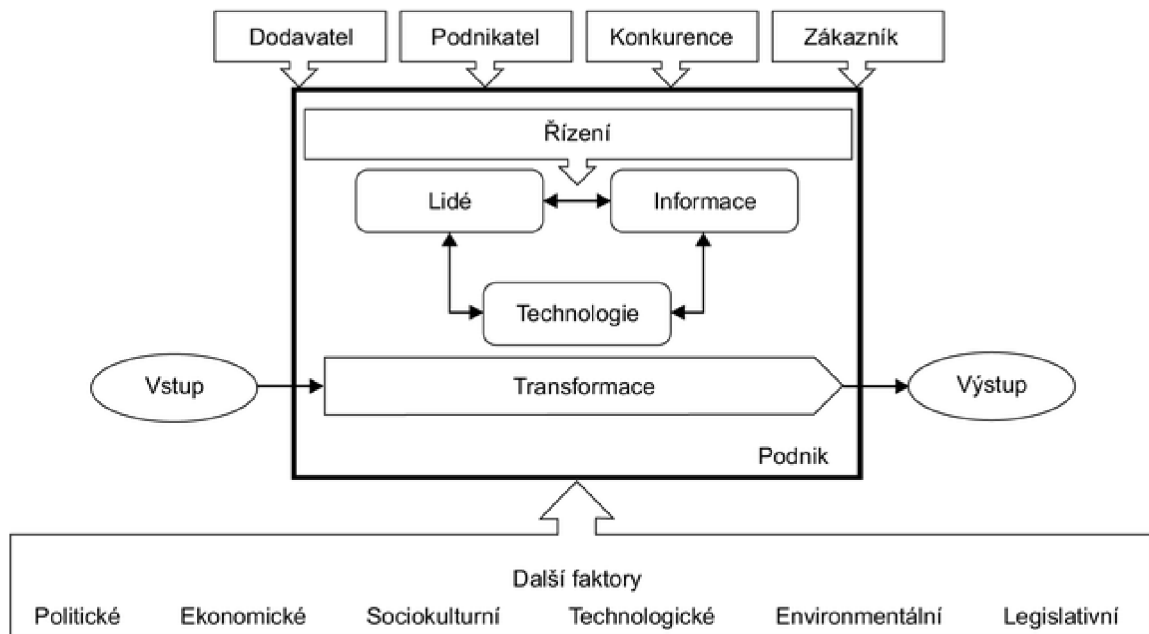 Dodavatel
Podnikatel
Konkurence
Zákazník
Řízení
Lidé
Informace
Technologie
Vstup
Transformace
Výstup
Podnik
Další faktory
Politické Ekonomické Sociokulturní Technologické Environmentální Legislativní